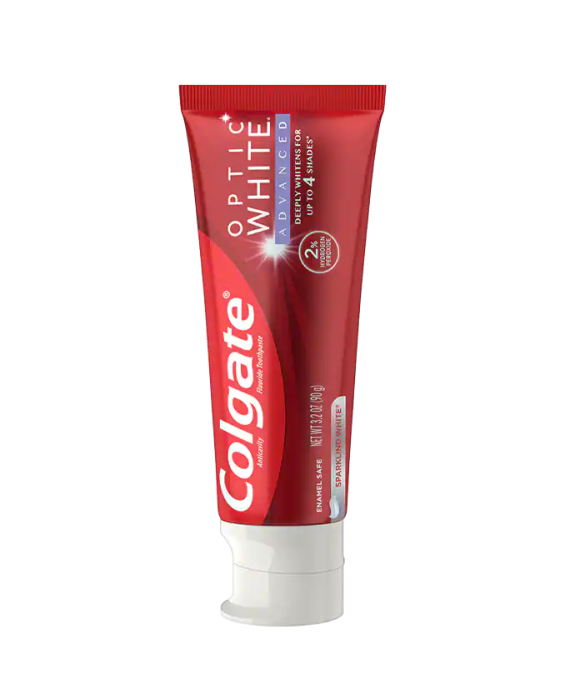 OPTIC
WHITE®
ADVANCED
DEEPLY WHITENS FOR
UP TO 4 SHADES*
2%
HYDROGEN
PEROXIDE
Colgate®
Anticavity Fluoride Toothpaste
ENAMEL SAFE NET WT 3.2 OZ (90 g)
SPARKLING WHITE